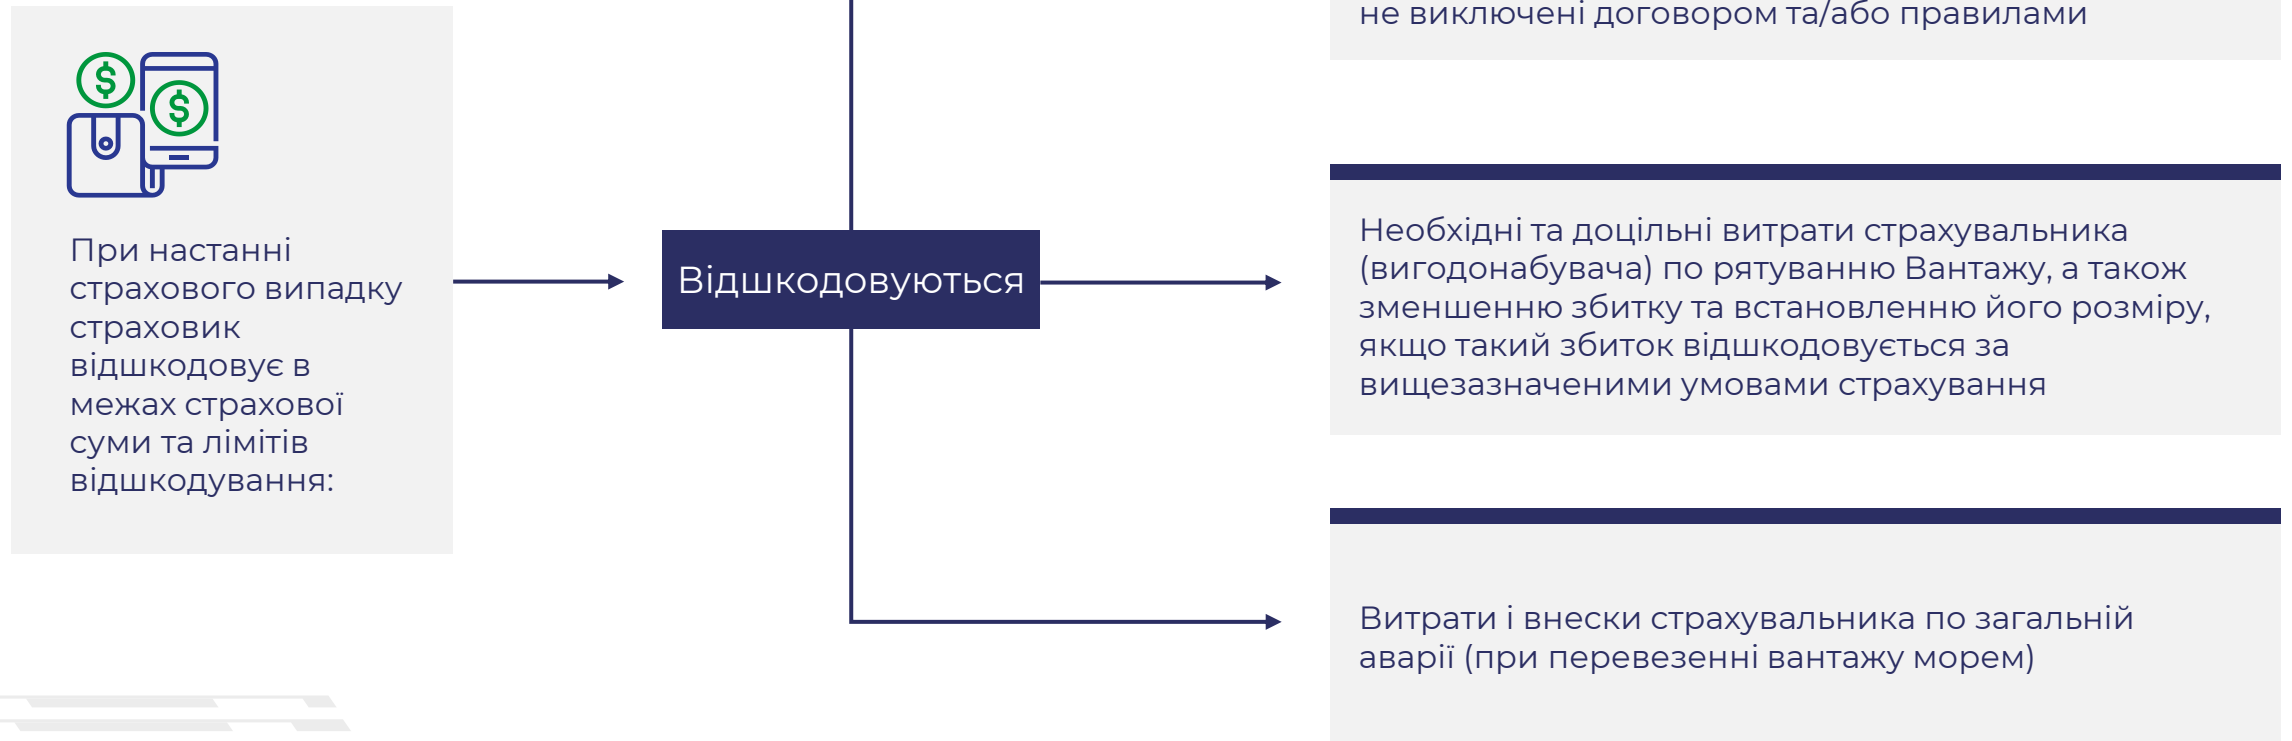 не виключені договором та/або правилами
При настанні
страхового випадку
страховик
відшкодовує в
межах страхової
суми та лімітів
відшкодування:
Відшкодовуються
Необхідні та доцільні витрати страхувальника
(вигодонабувача) по рятуванню Вантажу, а також
зменшенню збитку та встановленню його розміру,
якщо такий збиток відшкодовується за
вищезазначеними умовами страхування
Витрати і внески страхувальника по загальній
аварії (при перевезенні вантажу морем)